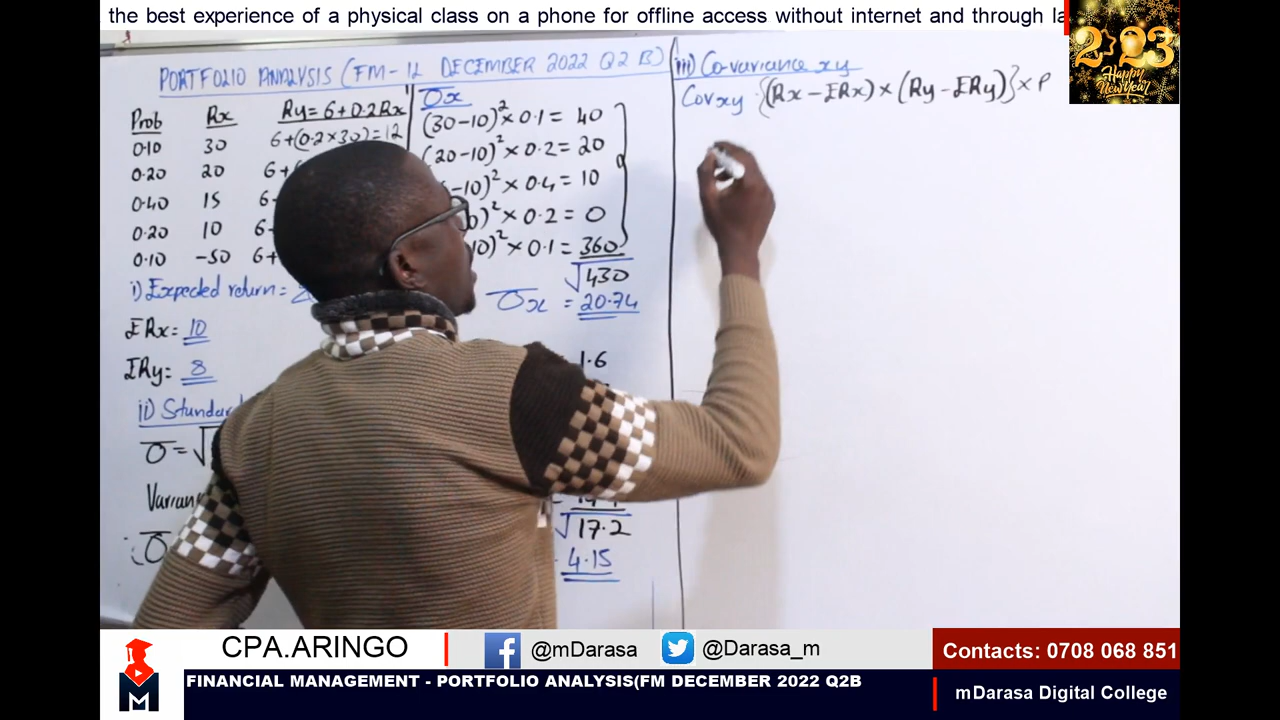 the best experience of a physical class on a phone for offline access without internet and through la
2023
Happy
NewYear
PORTFOLIO ANALYSIS (FM-12 DECEMBER 2022 Q2 B)
Prob Rx Ry = 6+0.2Rx
0.10 30 6+(0.2×30)=12
0.20 20 6+
0.40 15 6-
0.20 10 6-
0.10 -50 6+
i) Expected return =
ERx = 10
ERy = 8
ii) Standard
σ = √
Varian
∴ σ
σx
(30-10)² × 0.1 = 40
(20-10)² × 0.2 = 20
-10)² × 0.4 = 10
)² × 0.2 = 0
10)² × 0.1 = 360
√430
σx = 20.74
1.6
√17.2
4.15
iii) Co-variance xy
Cov xy {(Rx-ERx) × (Ry-ERy)} × P
CPA.ARINGO
@mDarasa
@Darasa_m
Contacts: 0708 068 851
M
FINANCIAL MANAGEMENT - PORTFOLIO ANALYSIS(FM DECEMBER 2022 Q2B
mDarasa Digital College